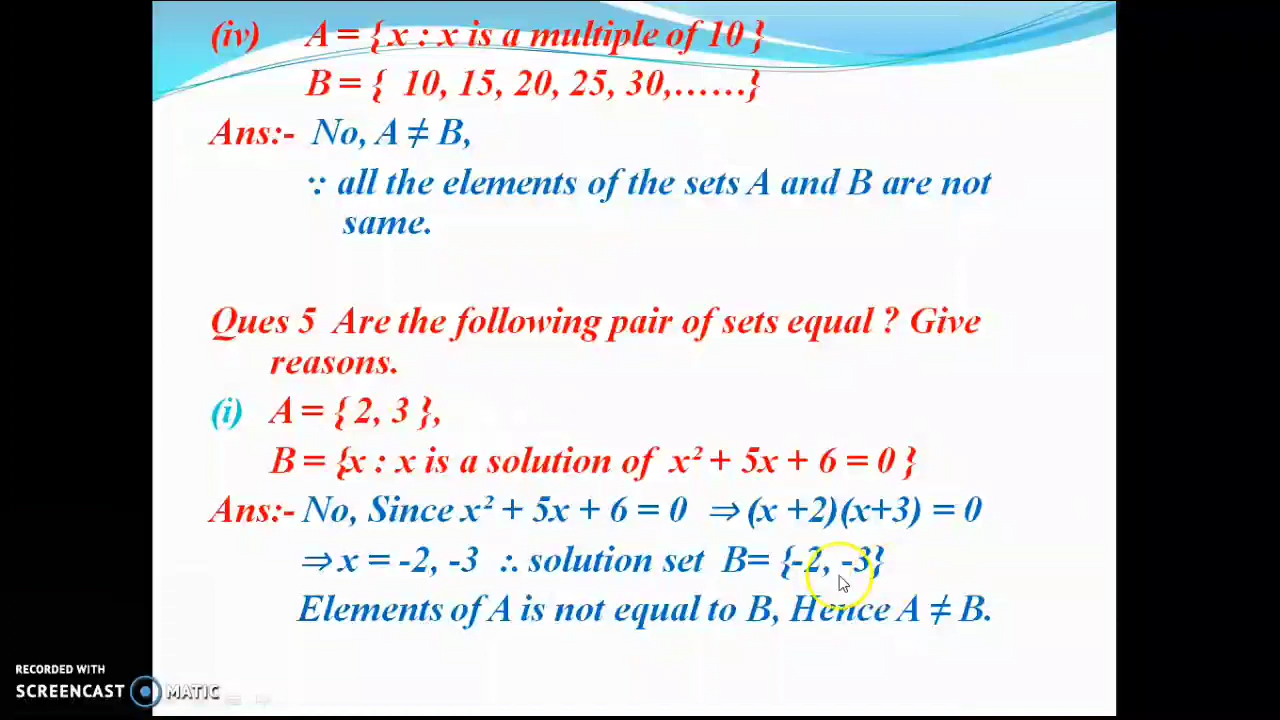 (iv) A = { x : x is a multiple of 10 }
B = { 10, 15, 20, 25, 30,......}
Ans:- No, A ≠ B,
∵ all the elements of the sets A and B are not
same.
Ques 5 Are the following pair of sets equal ? Give
reasons.
(i) A = { 2, 3 },
B = {x : x is a solution of x² + 5x + 6 = 0 }
Ans:- No, Since x² + 5x + 6 = 0 ⇒ (x +2)(x+3) = 0
⇒ x = -2, -3 ∴ solution set B= {-2, -3}
Elements of A is not equal to B, Hence A ≠ B.
RECORDED WITH
SCREENCAST MATIC